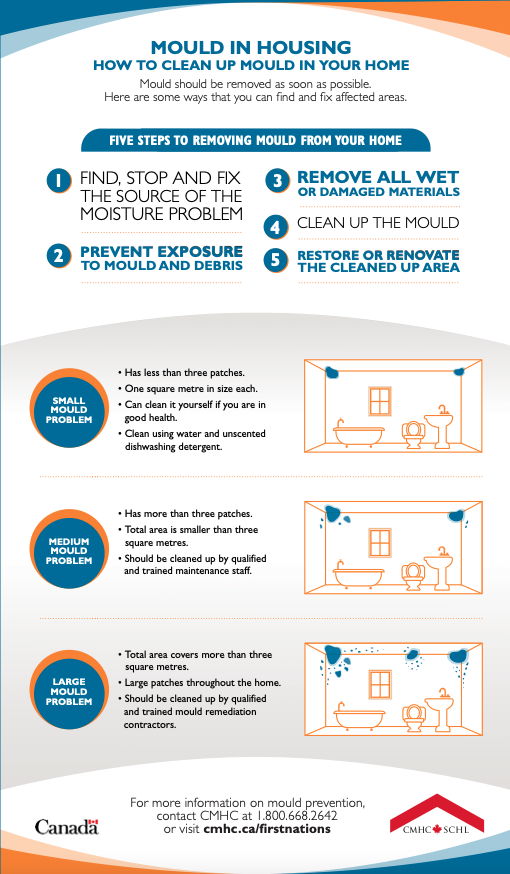 MOULD IN HOUSING
HOW TO CLEAN UP MOULD IN YOUR HOME
Mould should be removed as soon as possible.
Here are some ways that you can find and fix affected areas.
FIVE STEPS TO REMOVING MOULD FROM YOUR HOME
1 FIND, STOP AND FIX
THE SOURCE OF THE
MOISTURE PROBLEM
2 PREVENT EXPOSURE
TO MOULD AND DEBRIS
3 REMOVE ALL WET
OR DAMAGED MATERIALS
4 CLEAN UP THE MOULD
5 RESTORE OR RENOVATE
THE CLEANED UP AREA
SMALL
MOULD
PROBLEM
• Has less than three patches.
• One square metre in size each.
• Can clean it yourself if you are in
good health.
• Clean using water and unscented
dishwashing detergent.
MEDIUM
MOULD
PROBLEM
• Has more than three patches.
• Total area is smaller than three
square metres.
• Should be cleaned up by qualified
and trained maintenance staff.
LARGE
MOULD
PROBLEM
• Total area covers more than three
square metres.
• Large patches throughout the home.
• Should be cleaned up by qualified
and trained mould remediation
contractors.
Canada
For more information on mould prevention,
contact CMHC at 1.800.668.2642
or visit cmhc.ca/firstnations
CMHC SCHL